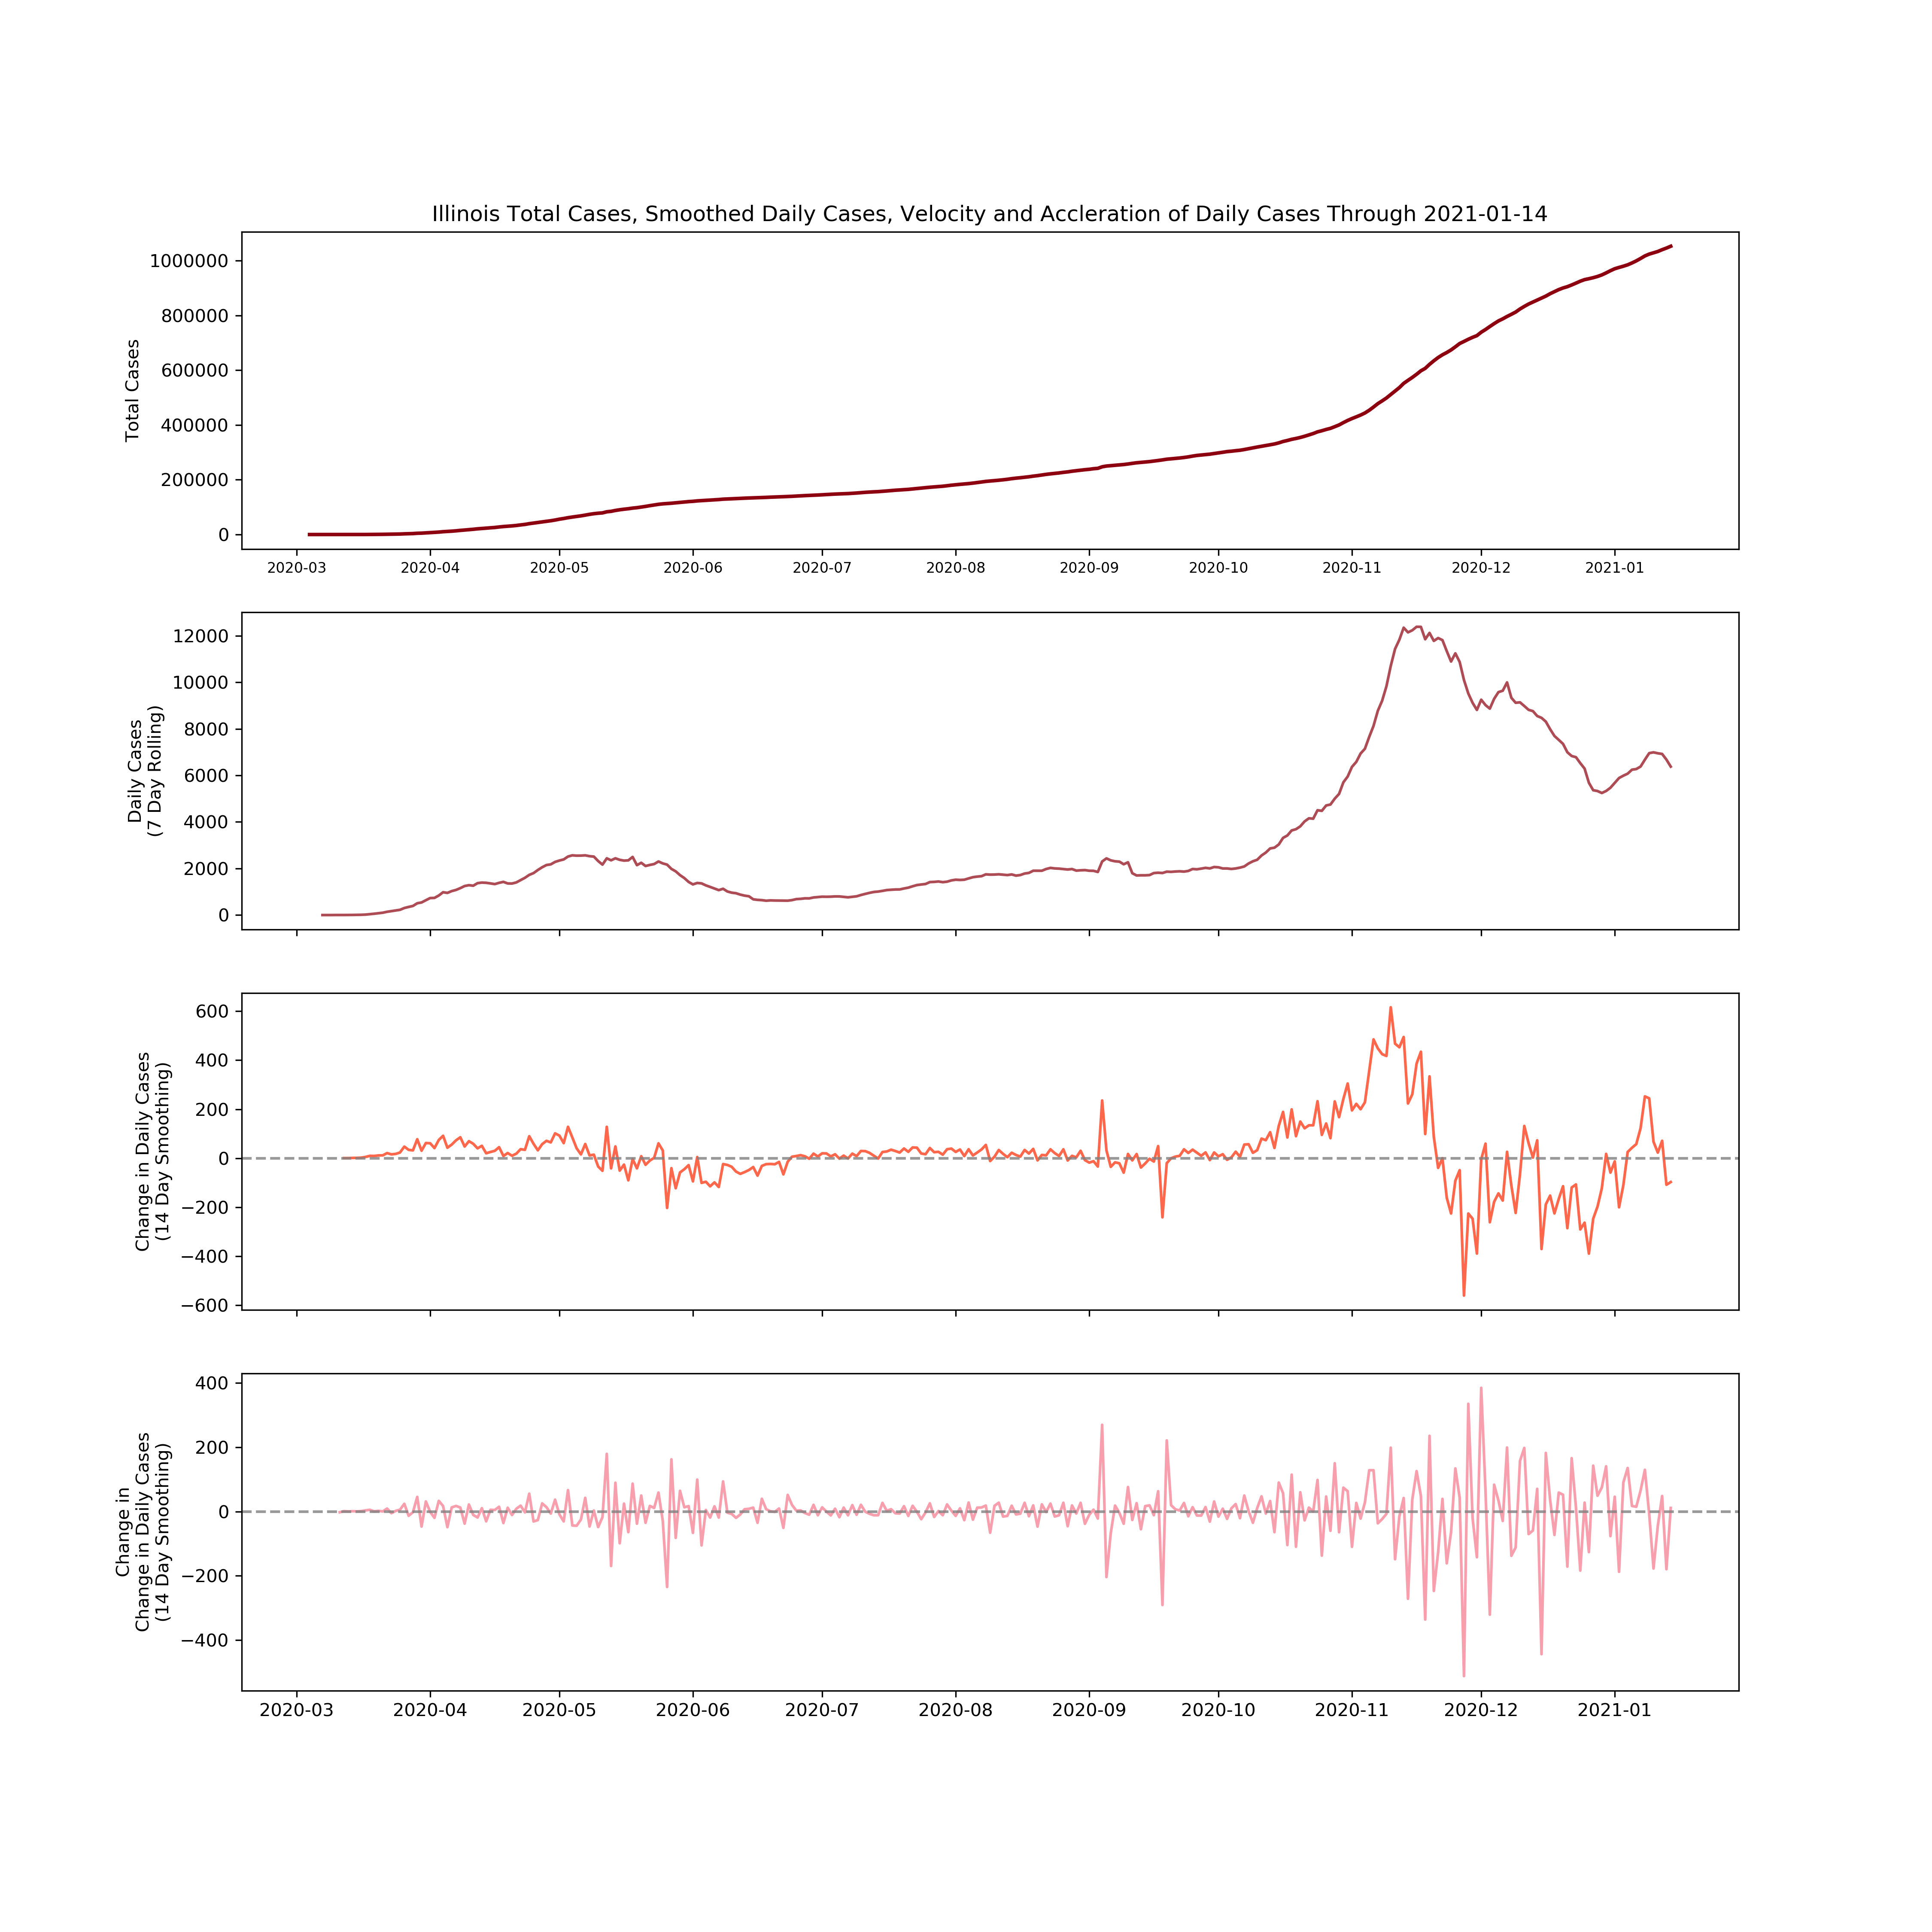 Illinois Total Cases, Smoothed Daily Cases, Velocity and Accleration of Daily Cases Through 2021-01-14
Total Cases
1000000
800000
600000
400000
200000
0
2020-03 2020-04 2020-05 2020-06 2020-07 2020-08 2020-09 2020-10 2020-11 2020-12 2021-01
Daily Cases
(7 Day Rolling)
12000
10000
8000
6000
4000
2000
0
Change in Daily Cases
(14 Day Smoothing)
600
400
200
0
−200
−400
−600
Change in
Change in Daily Cases
(14 Day Smoothing)
400
200
0
−200
−400
2020-03 2020-04 2020-05 2020-06 2020-07 2020-08 2020-09 2020-10 2020-11 2020-12 2021-01